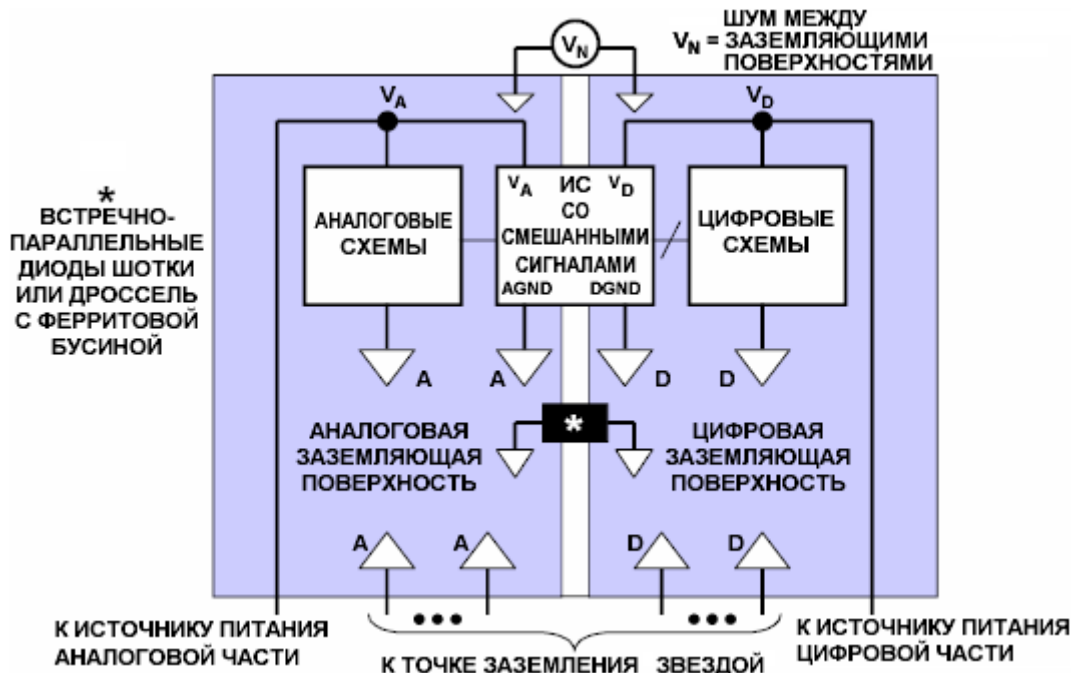 ШУМ МЕЖДУ
V_N = ЗАЗЕМЛЯЮЩИМИ
ПОВЕРХНОСТЯМИ
V_N
V_A
V_D
*
ВСТРЕЧНО-
ПАРАЛЛЕЛЬНЫЕ
ДИОДЫ ШОТКИ
ИЛИ ДРОССЕЛЬ
С ФЕРРИТОВОЙ
БУСИНОЙ
АНАЛОГОВЫЕ
СХЕМЫ
V_A ИС V_D
СО
СМЕШАННЫМИ
СИГНАЛАМИ
AGND DGND
ЦИФРОВЫЕ
СХЕМЫ
A A D D
*
АНАЛОГОВАЯ
ЗАЗЕМЛЯЮЩАЯ
ПОВЕРХНОСТЬ
ЦИФРОВАЯ
ЗАЗЕМЛЯЮЩАЯ
ПОВЕРХНОСТЬ
A A D D
К ИСТОЧНИКУ ПИТАНИЯ
АНАЛОГОВОЙ ЧАСТИ
К ТОЧКЕ ЗАЗЕМЛЕНИЯ ЗВЕЗДОЙ
К ИСТОЧНИКУ ПИТАНИЯ
ЦИФРОВОЙ ЧАСТИ